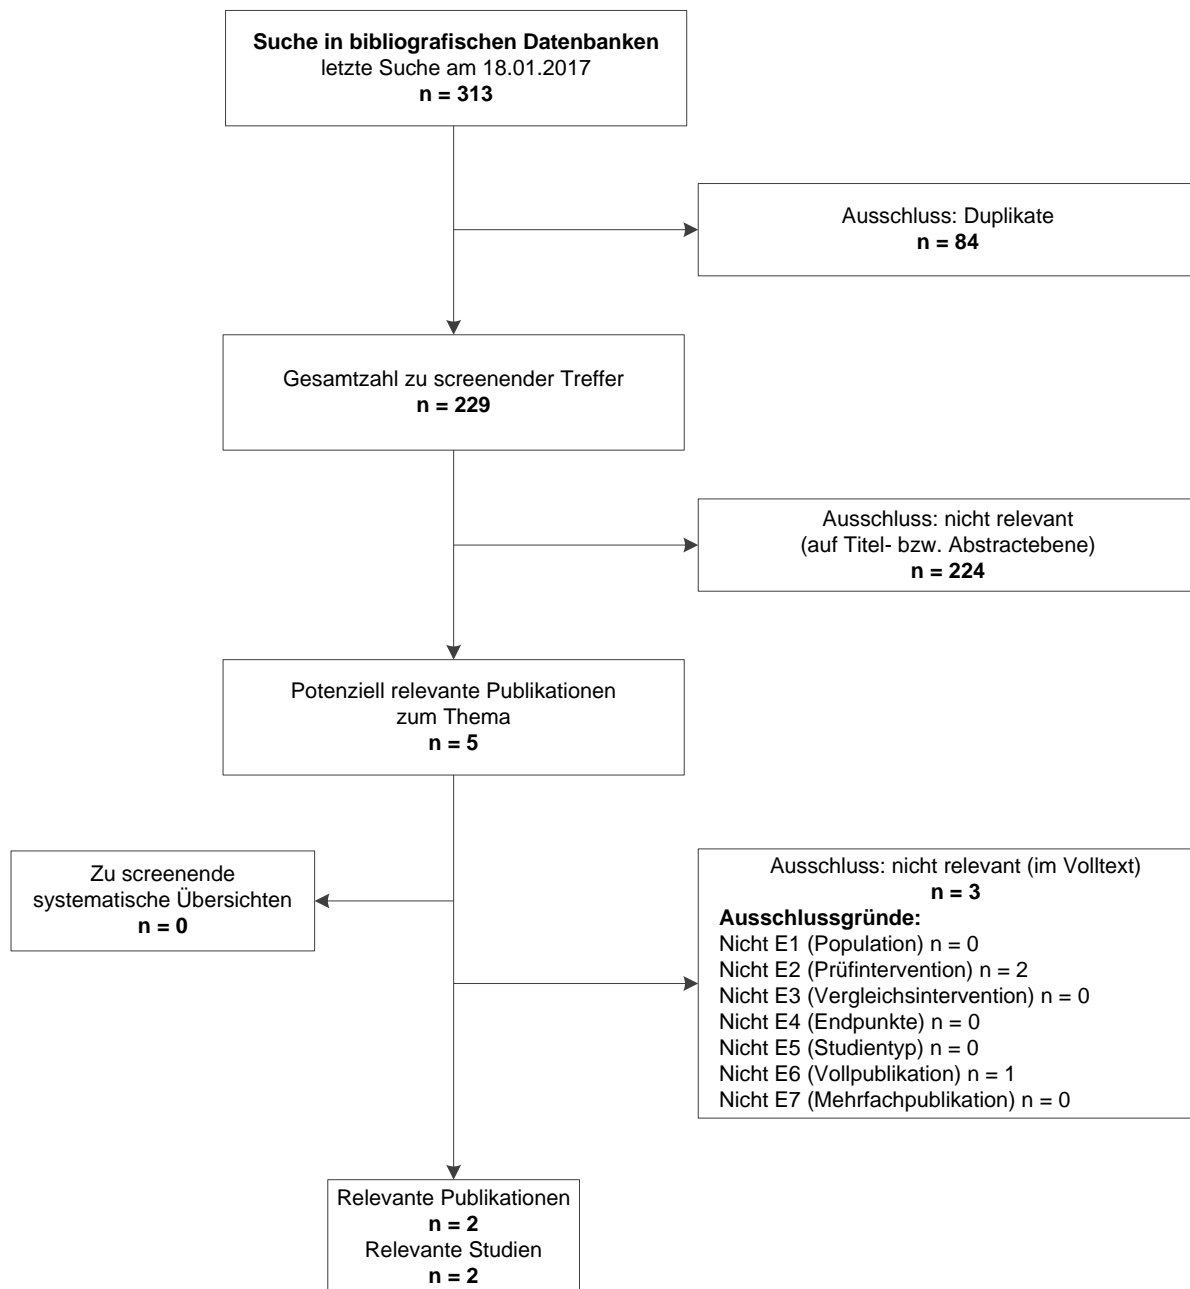 Suche in bibliografischen Datenbanken
letzte Suche am 18.01.2017
n = 313
Ausschluss: Duplikate
n = 84
Gesamtzahl zu screenender Treffer
n = 229
Ausschluss: nicht relevant
(auf Titel- bzw. Abstractebene)
n = 224
Potenziell relevante Publikationen
zum Thema
n = 5
Zu screenende
systematische Übersichten
n = 0
Ausschluss: nicht relevant (im Volltext)
n = 3
Ausschlussgründe:
Nicht E1 (Population) n = 0
Nicht E2 (Prüfintervention) n = 2
Nicht E3 (Vergleichsintervention) n = 0
Nicht E4 (Endpunkte) n = 0
Nicht E5 (Studientyp) n = 0
Nicht E6 (Vollpublikation) n = 1
Nicht E7 (Mehrfachpublikation) n = 0
Relevante Publikationen
n = 2
Relevante Studien
n = 2